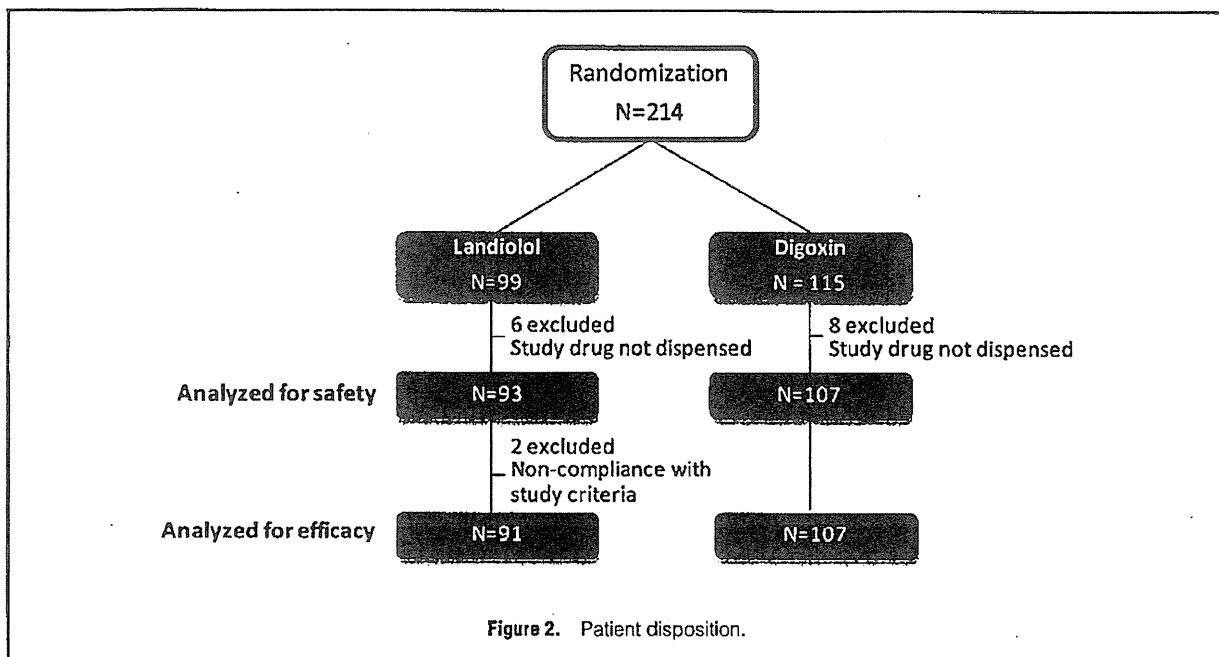 Randomization
N=214
Landiolol
N=99
Digoxin
N = 115
6 excluded
Study drug not dispensed
8 excluded
Study drug not dispensed
Analyzed for safety
N=93
N=107
2 excluded
Non-compliance with
study criteria
Analyzed for efficacy
N=91
N=107
Figure 2. Patient disposition.